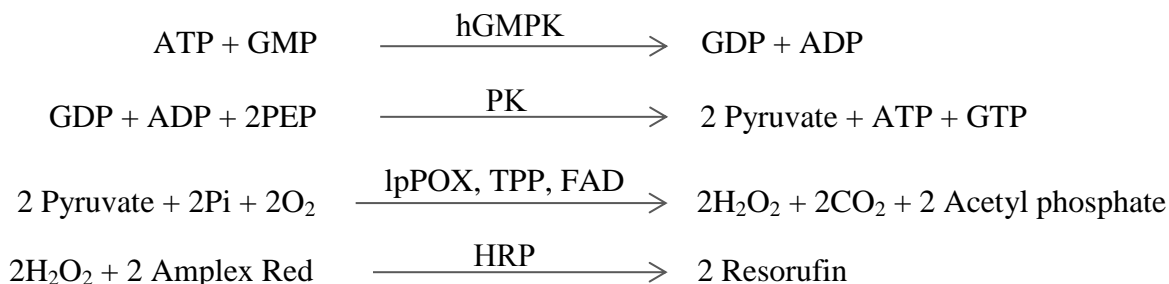 ATP + GMP hGMPK GDP + ADP
GDP + ADP + 2PEP PK 2 Pyruvate + ATP + GTP
2 Pyruvate + 2Pi + 2O₂ lpPOX, TPP, FAD 2H₂O₂ + 2CO₂ + 2 Acetyl phosphate
2H₂O₂ + 2 Amplex Red HRP 2 Resorufin